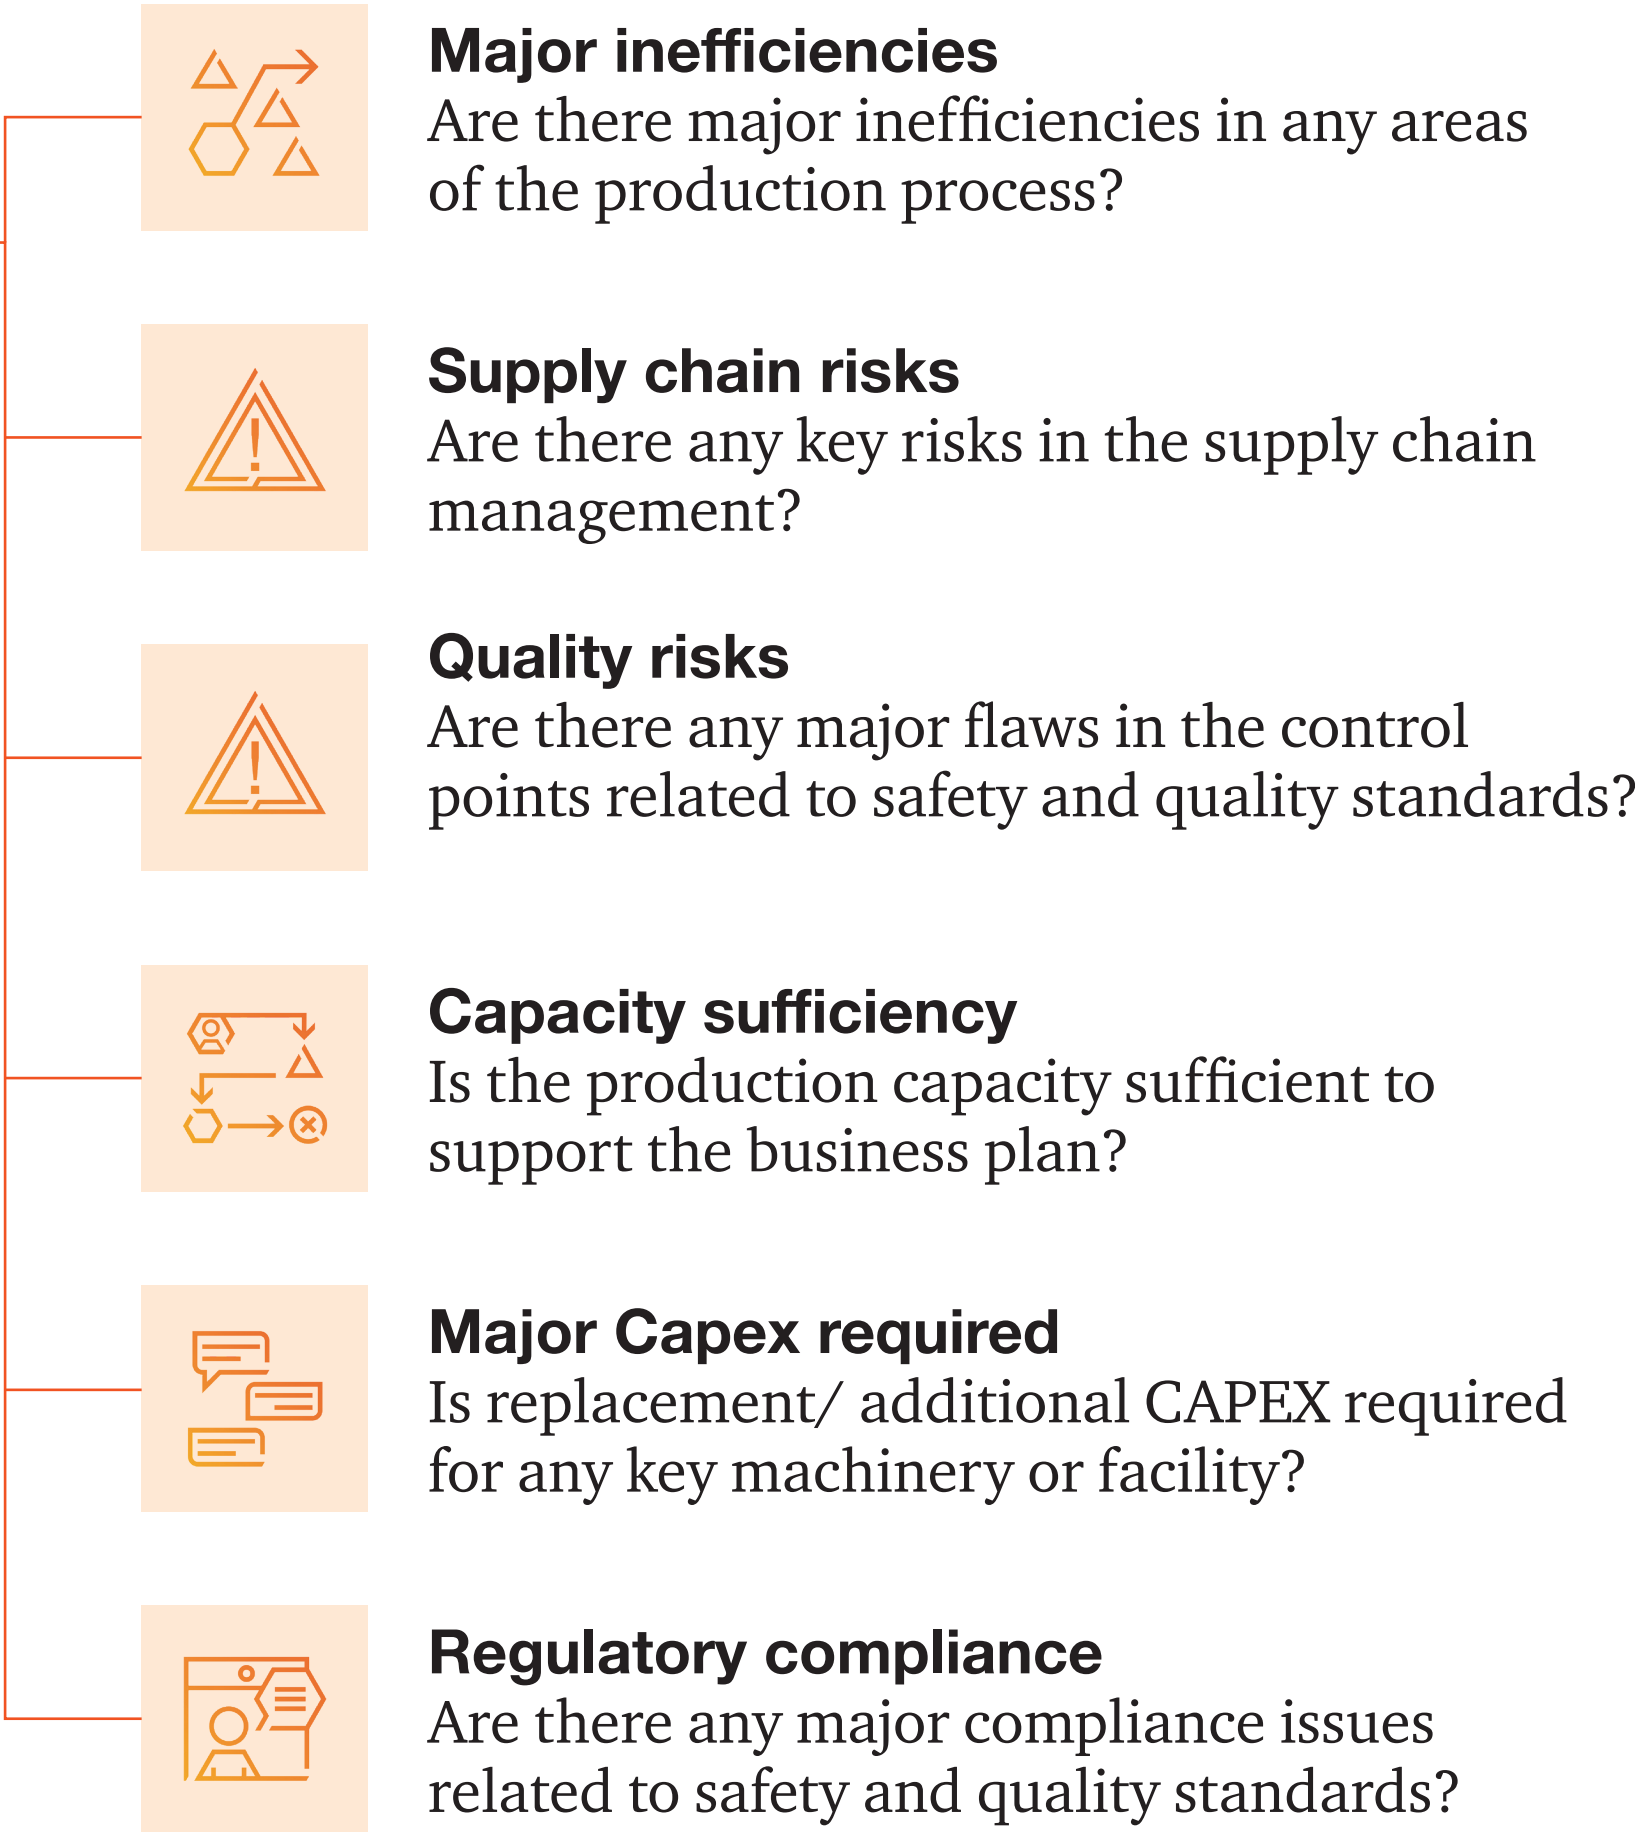 Major inefficiencies
Are there major inefficiencies in any areas
of the production process?
Supply chain risks
Are there any key risks in the supply chain
management?
Quality risks
Are there any major flaws in the control
points related to safety and quality standards?
Capacity sufficiency
Is the production capacity sufficient to
support the business plan?
Major Capex required
Is replacement/ additional CAPEX required
for any key machinery or facility?
Regulatory compliance
Are there any major compliance issues
related to safety and quality standards?